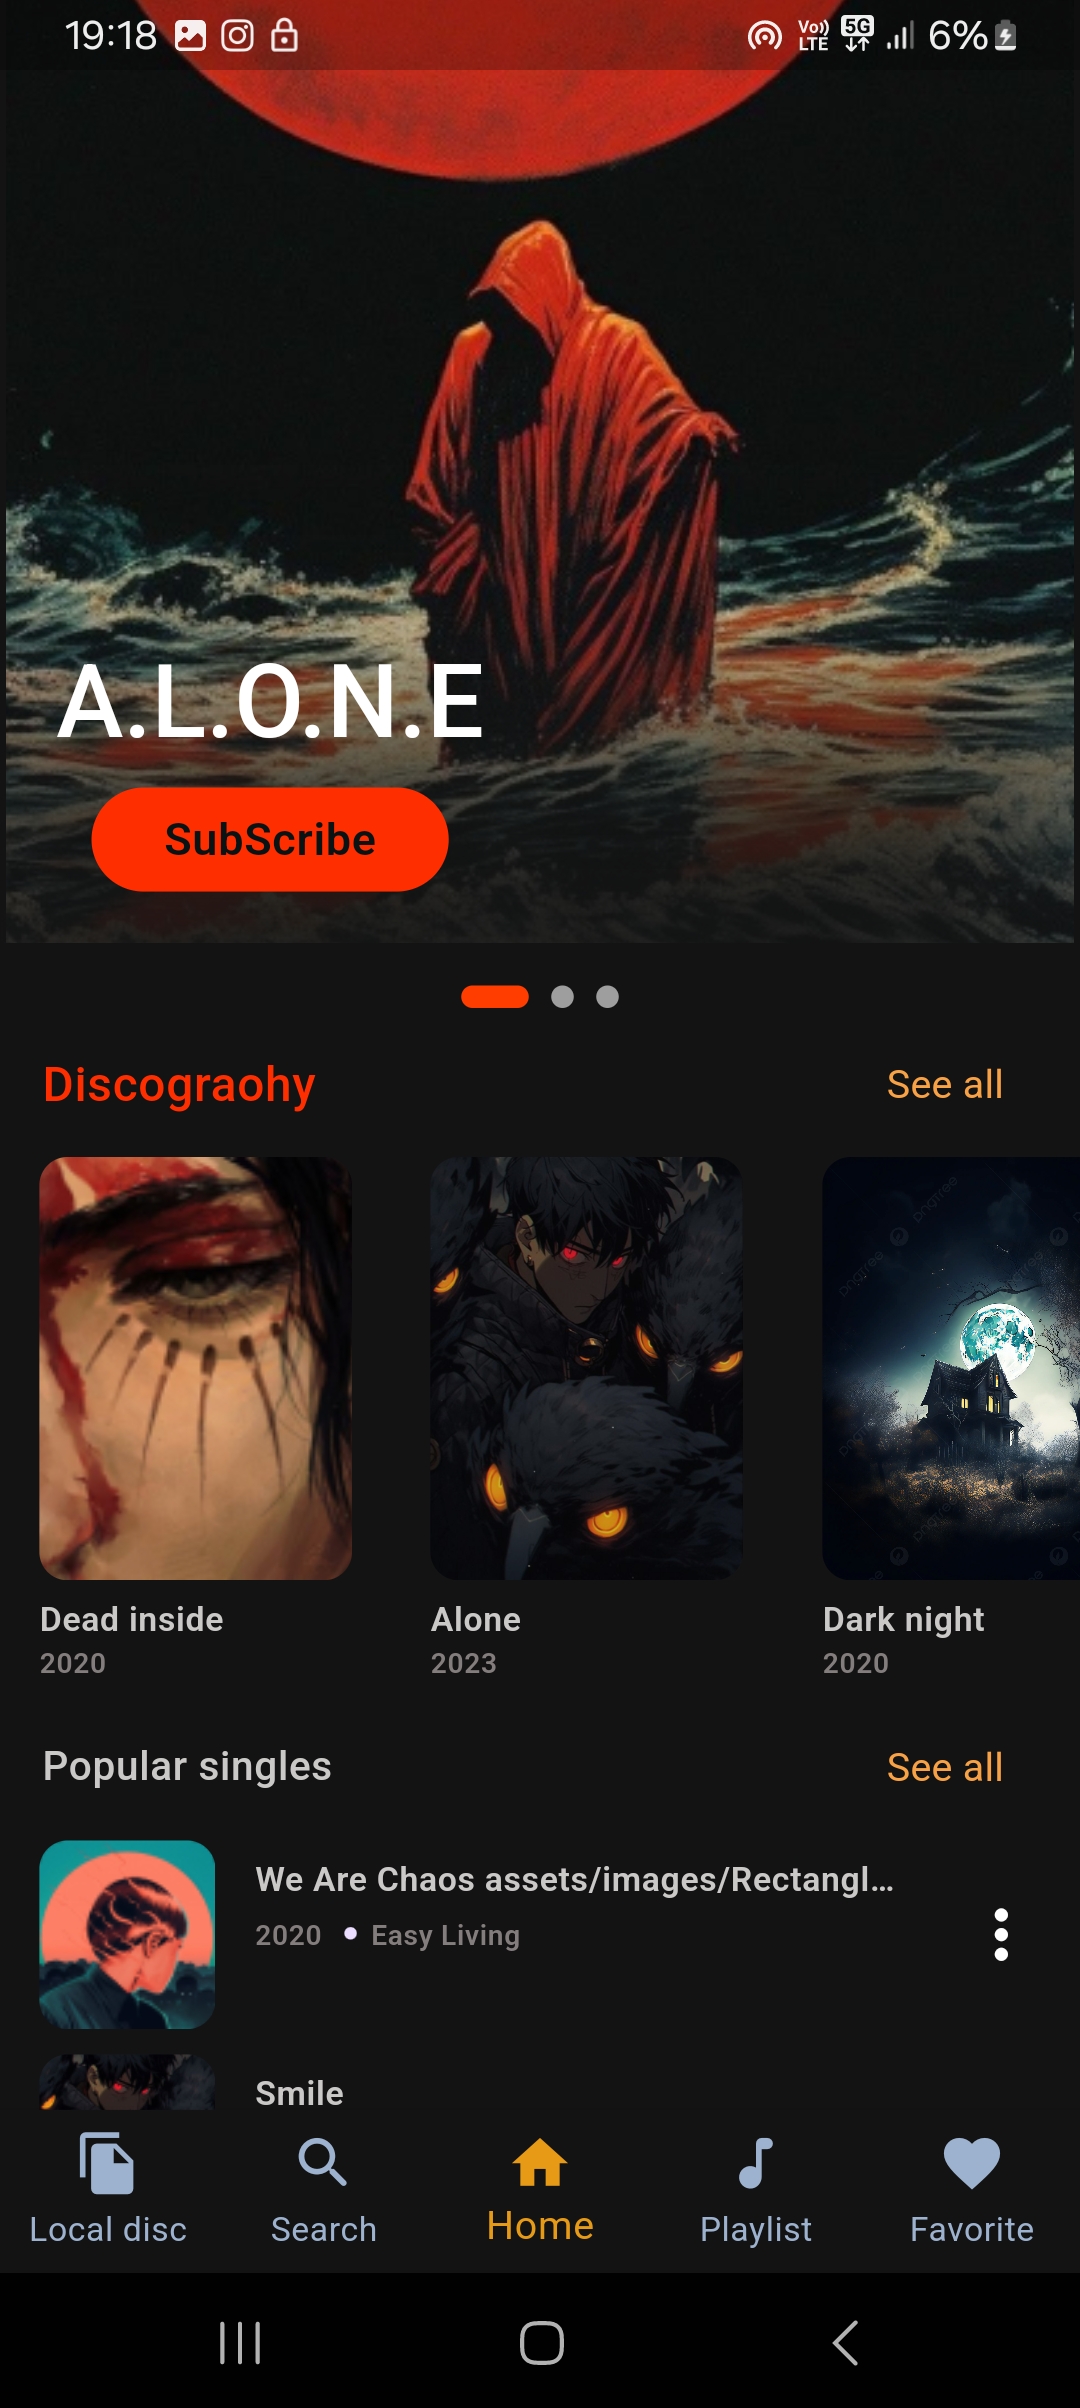 19:18 Vo)) LTE 5G 6%
A.L.O.N.E
SubScribe
Discograohy See all
Dead inside Alone Dark night
2020 2023 2020
Popular singles See all
We Are Chaos assets/images/Rectangl...
2020 Easy Living
Smile
Local disc Search Home Playlist Favorite